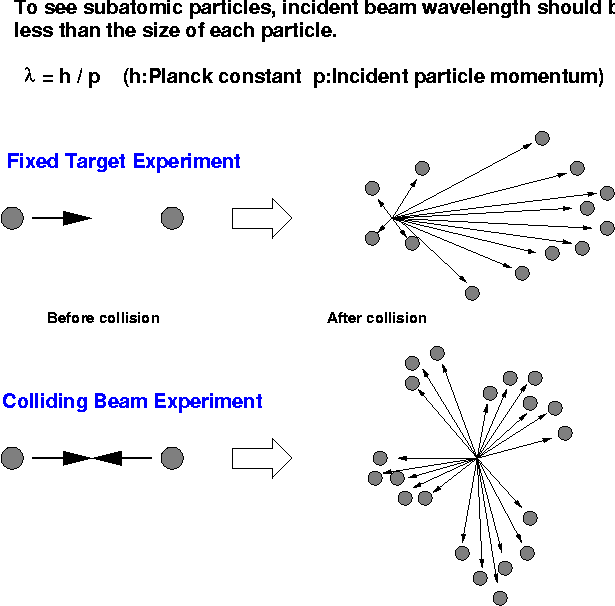 To see subatomic particles, incident beam wavelength should b
less than the size of each particle.
λ = h / p (h:Planck constant p:Incident particle momentum)
Fixed Target Experiment
Before collision
After collision
Colliding Beam Experiment